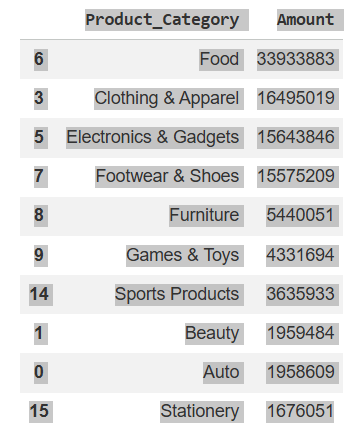 Product_Category Amount
6 Food 33933883
3 Clothing & Apparel 16495019
5 Electronics & Gadgets 15643846
7 Footwear & Shoes 15575209
8 Furniture 5440051
9 Games & Toys 4331694
14 Sports Products 3635933
1 Beauty 1959484
0 Auto 1958609
15 Stationery 1676051